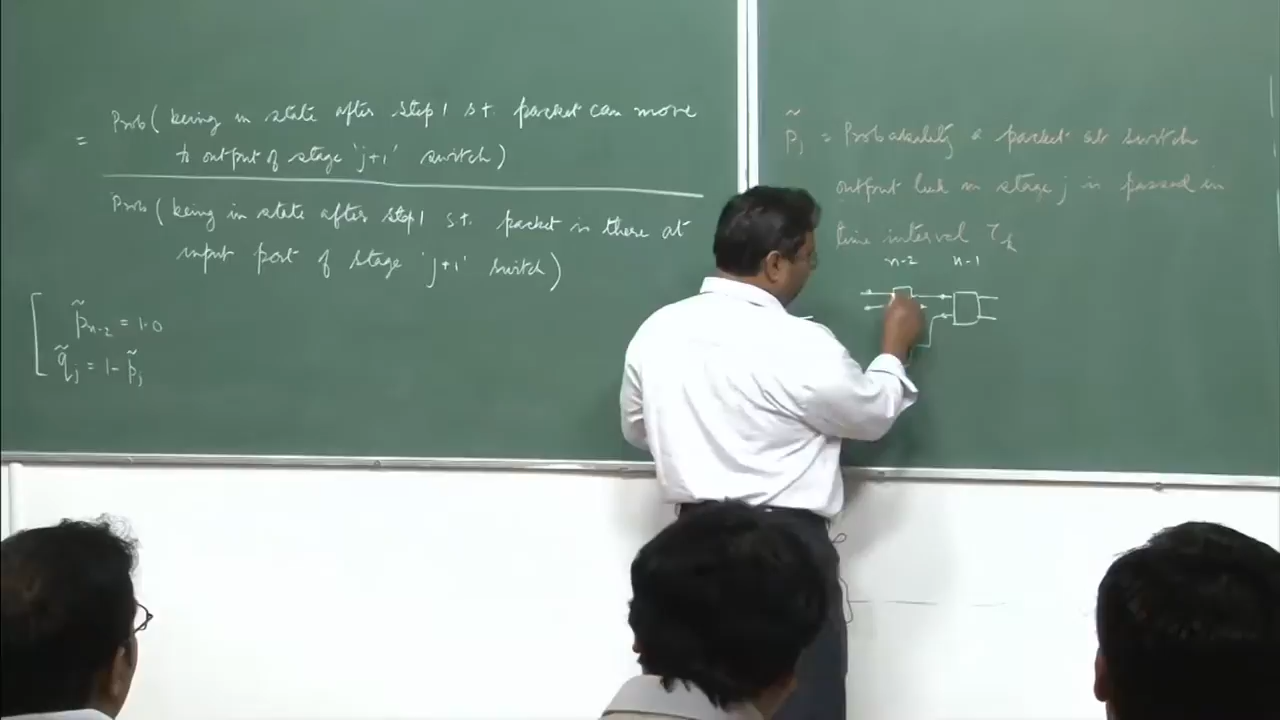 = Prob( being in state after step 1 s.t. packet can move
to output of stage 'j+1' switch)
Prob (being in state after step 1 s.t. packet is there at
input port of stage 'j+1' switch)
p̃n-2 = 1.0
q̃j = 1- p̃j
p̃j = Probability a packet at switch
output link in stage j is passed in
time interval τk
n-2 n-1